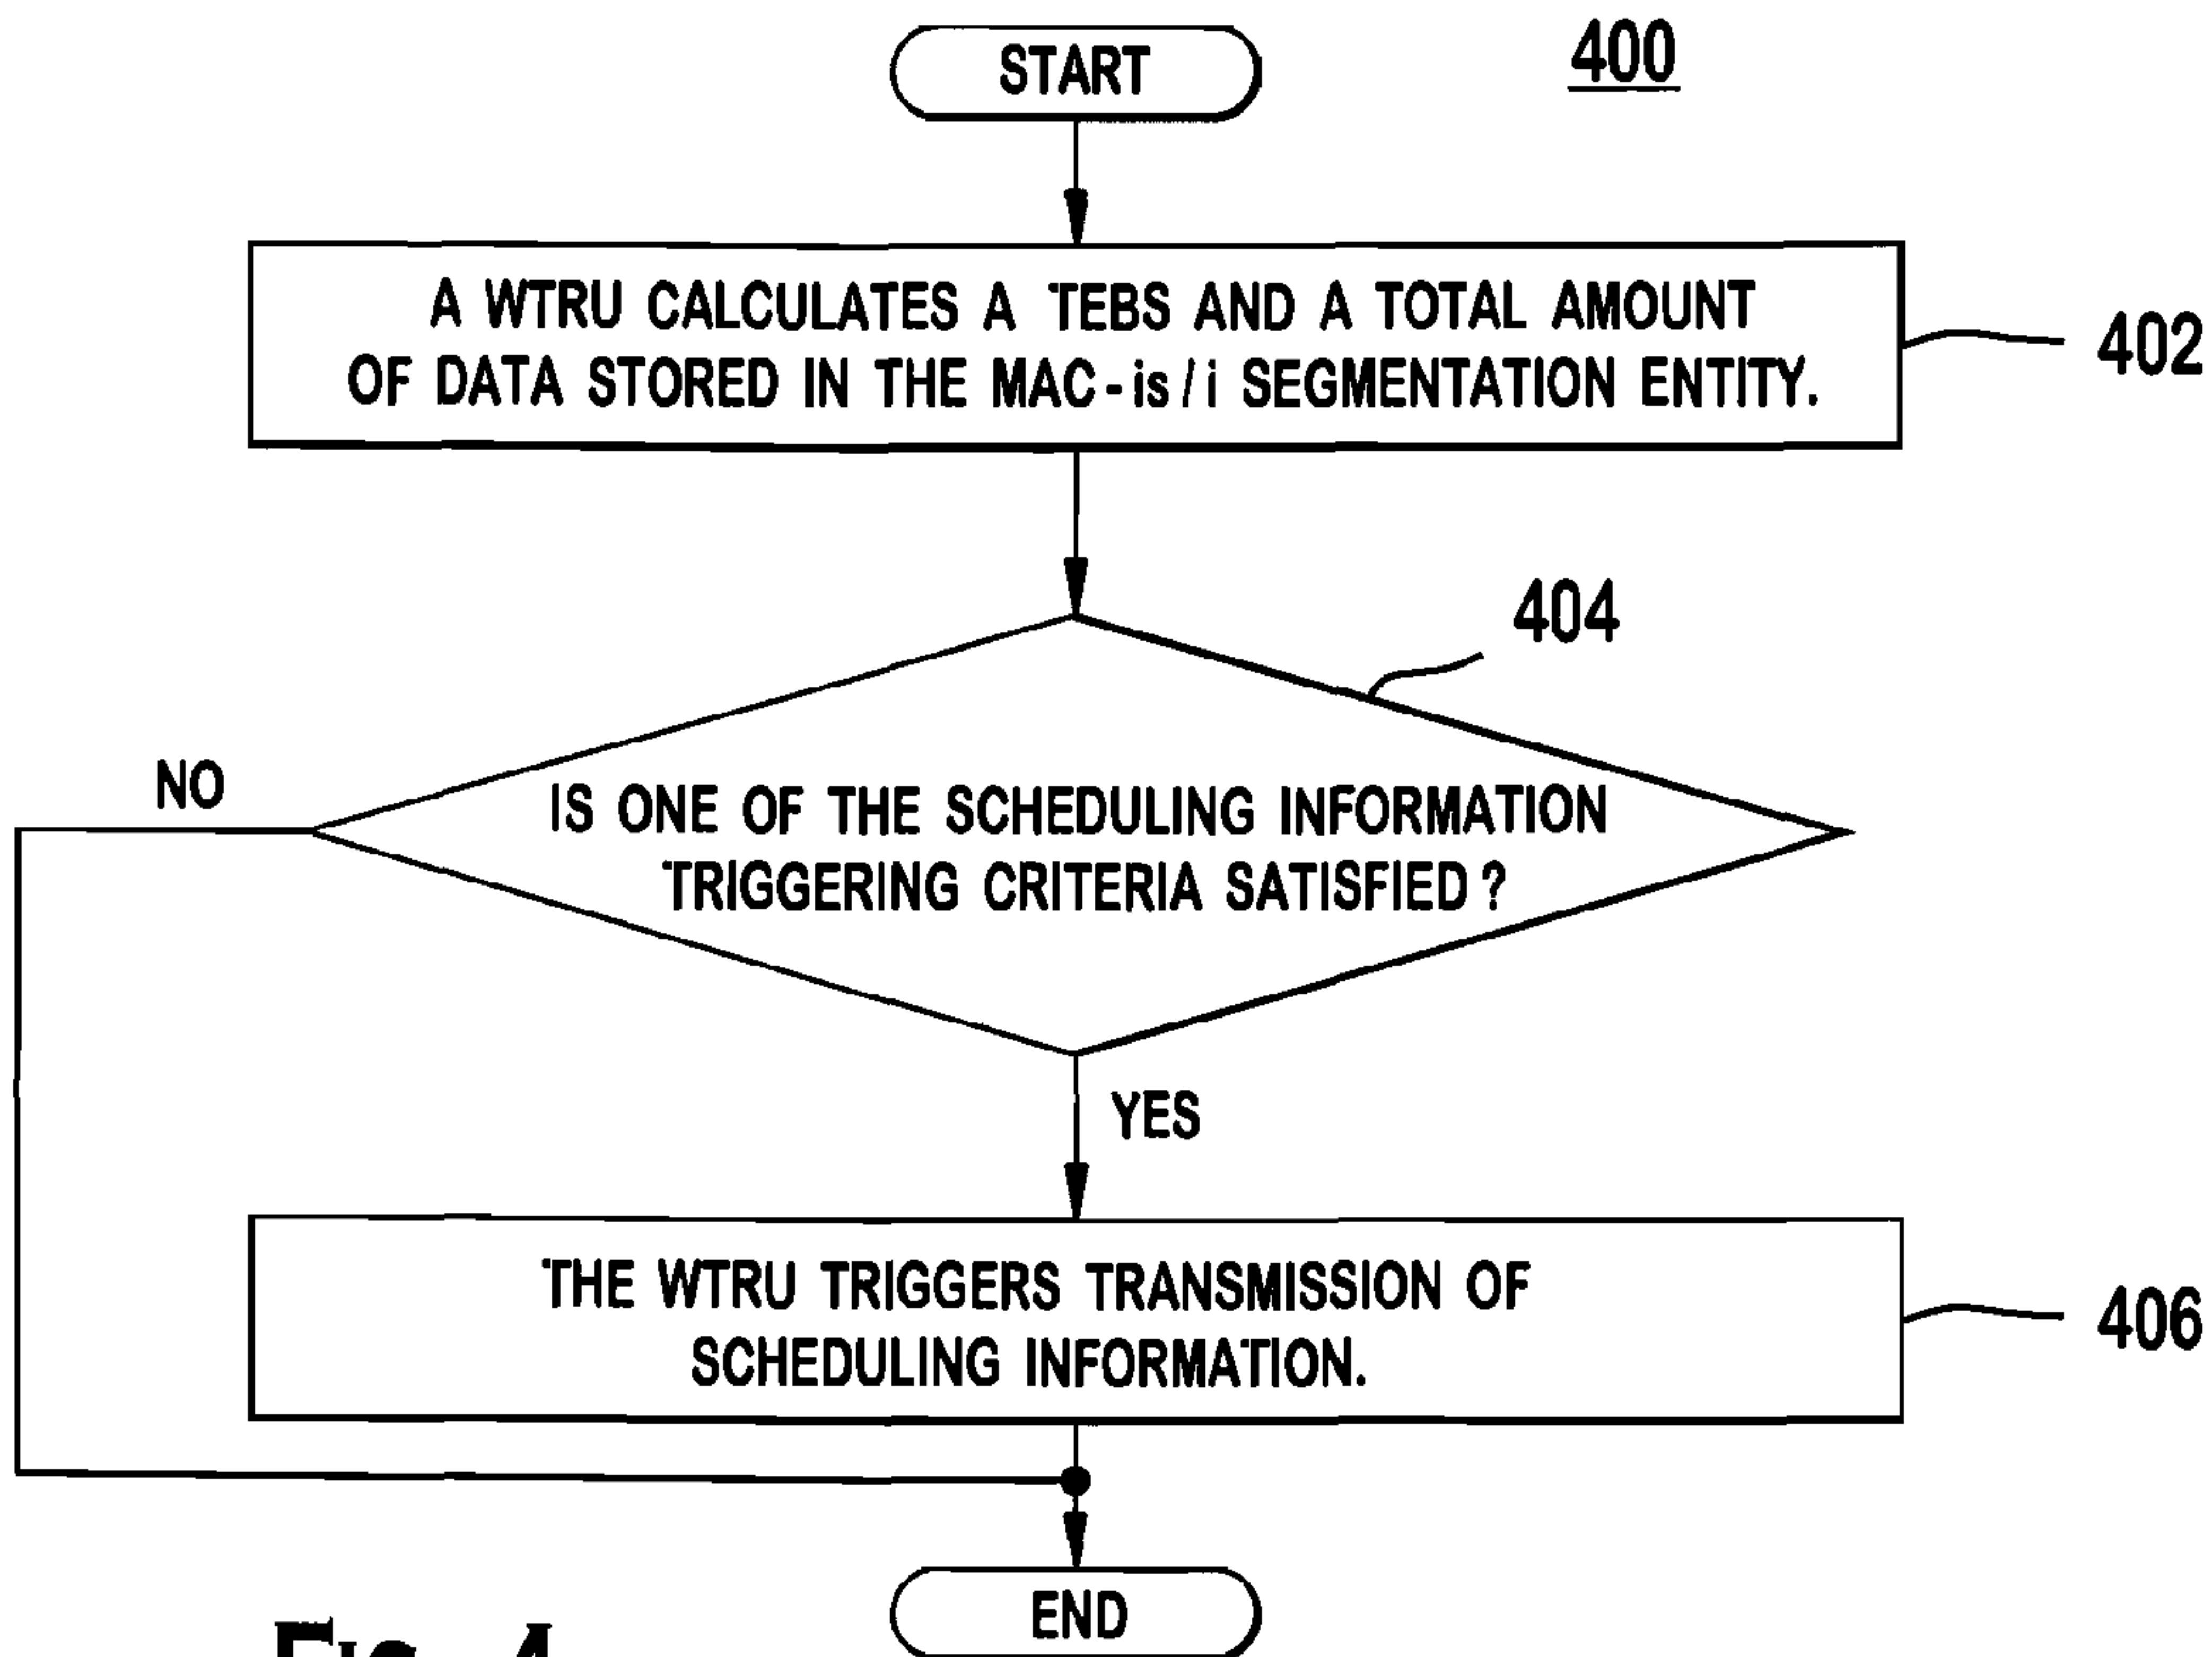 START
400
A WTRU CALCULATES A TEBS AND A TOTAL AMOUNT
OF DATA STORED IN THE MAC-is/i SEGMENTATION ENTITY.
402
404
NO
IS ONE OF THE SCHEDULING INFORMATION
TRIGGERING CRITERIA SATISFIED?
YES
THE WTRU TRIGGERS TRANSMISSION OF
SCHEDULING INFORMATION.
406
END
FIG. 4